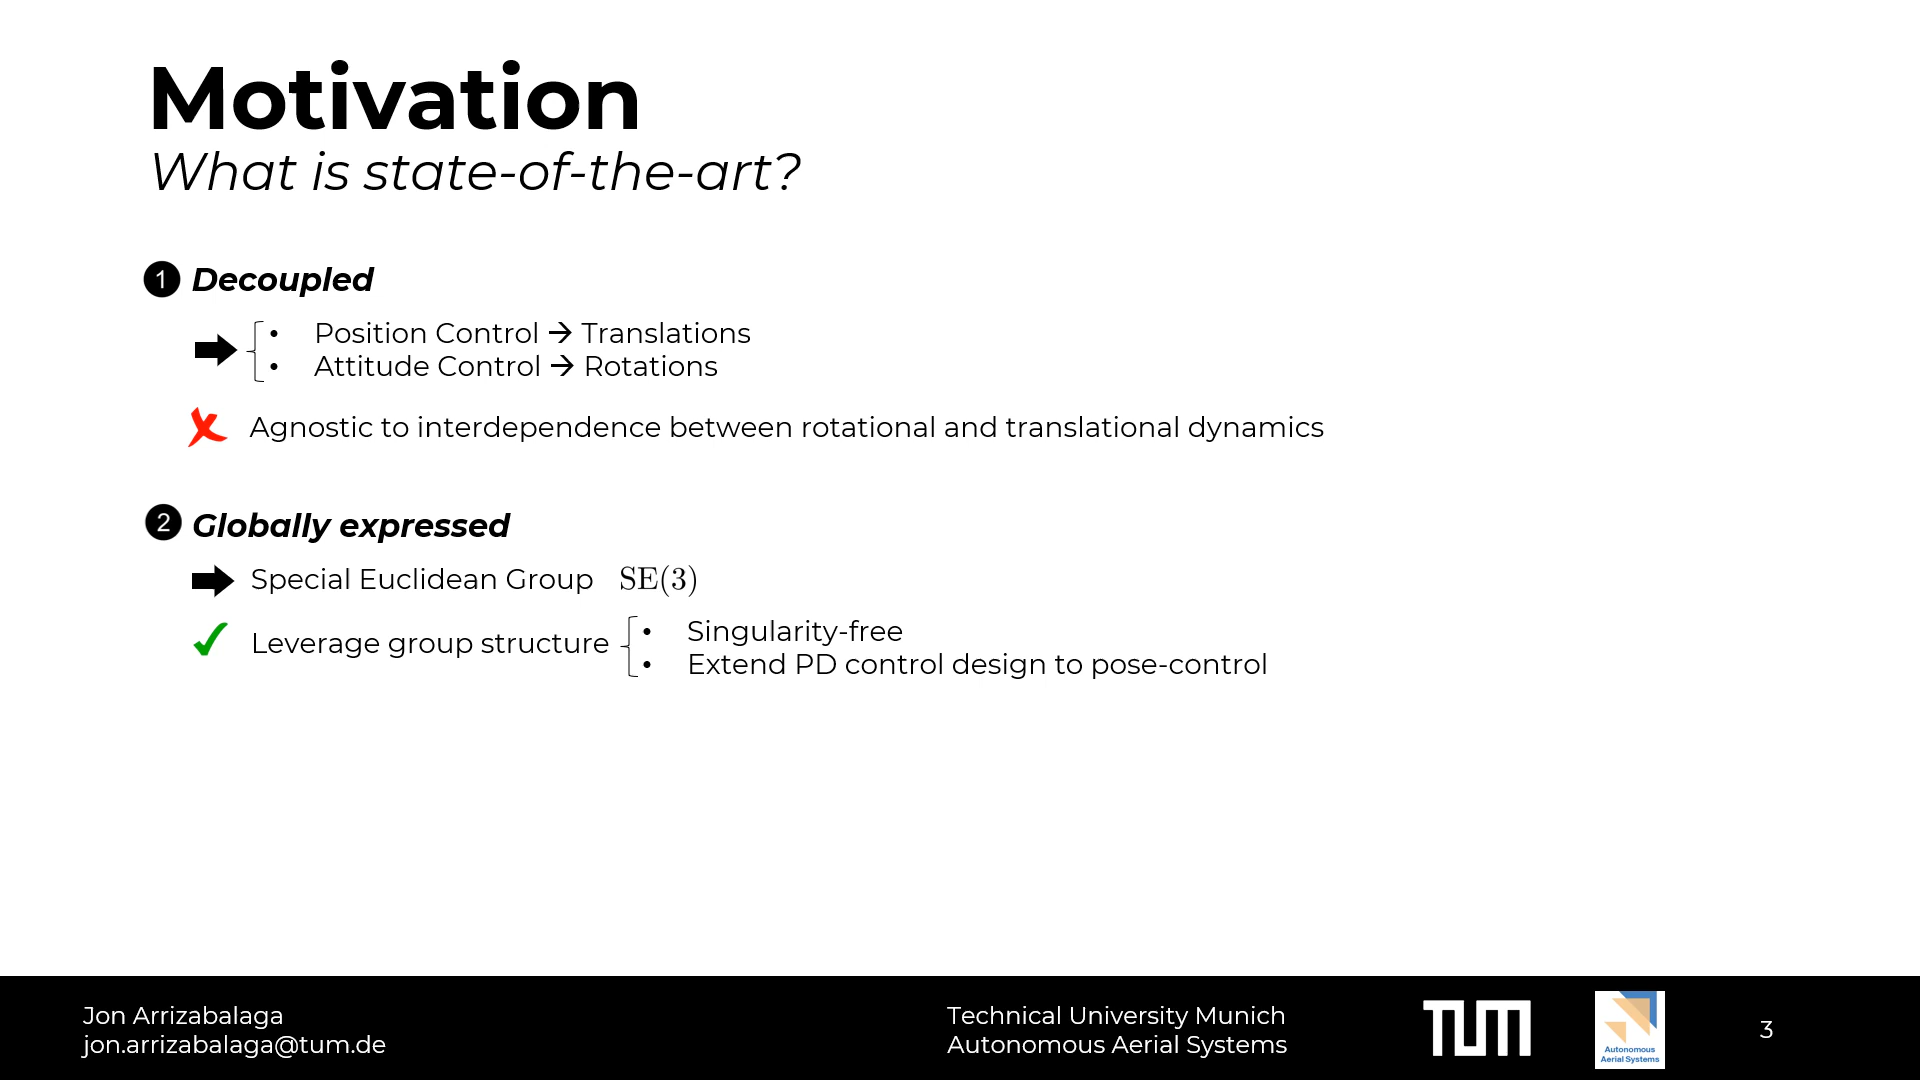 Motivation
What is state-of-the-art?
1 Decoupled
• Position Control → Translations
• Attitude Control → Rotations
Agnostic to interdependence between rotational and translational dynamics
2 Globally expressed
Special Euclidean Group SE(3)
Leverage group structure
• Singularity-free
• Extend PD control design to pose-control
Jon Arrizabalaga
jon.arrizabalaga@tum.de
Technical University Munich
Autonomous Aerial Systems
TUM
Autonomous
Aerial Systems
3